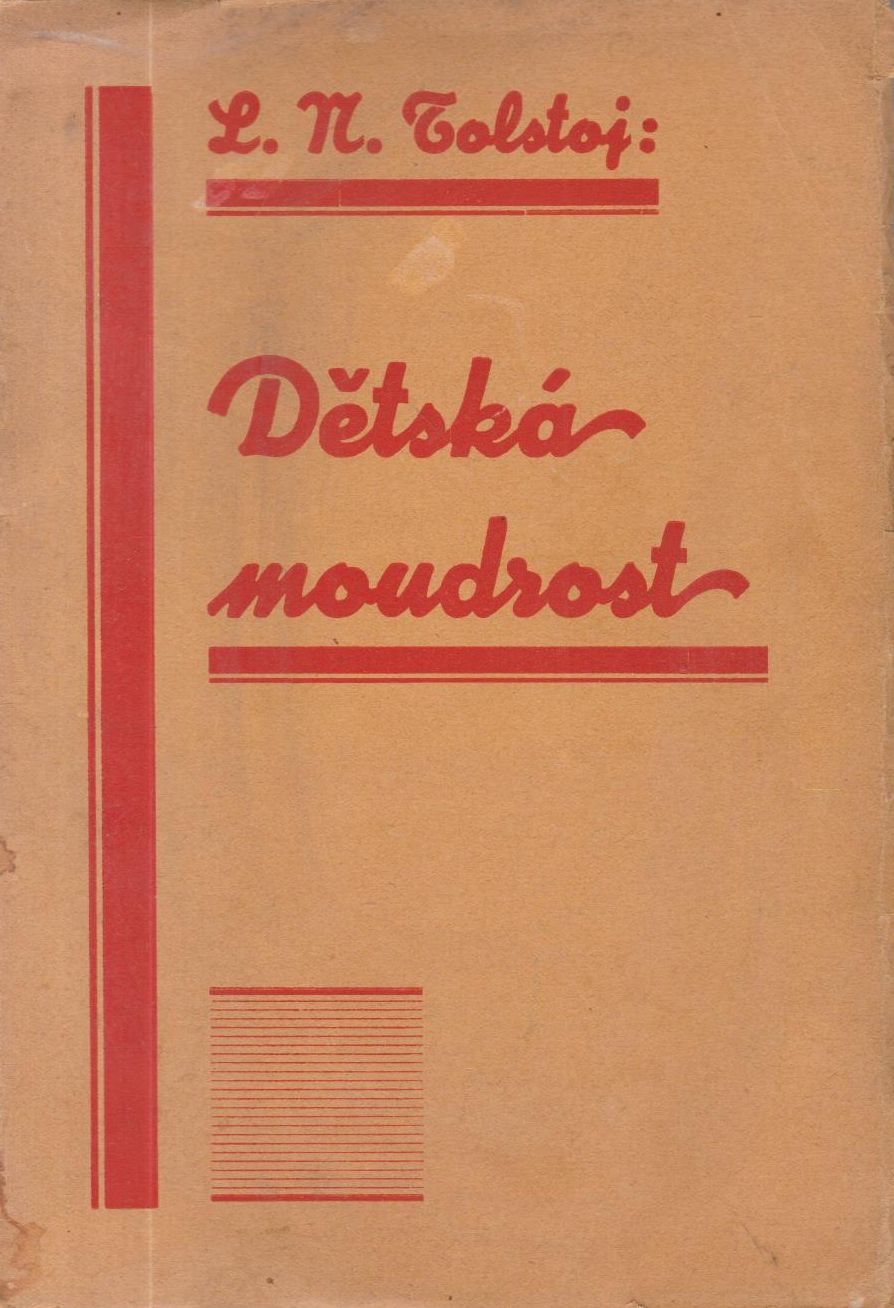 L. N. Tolstoj:
Dětská
moudrost